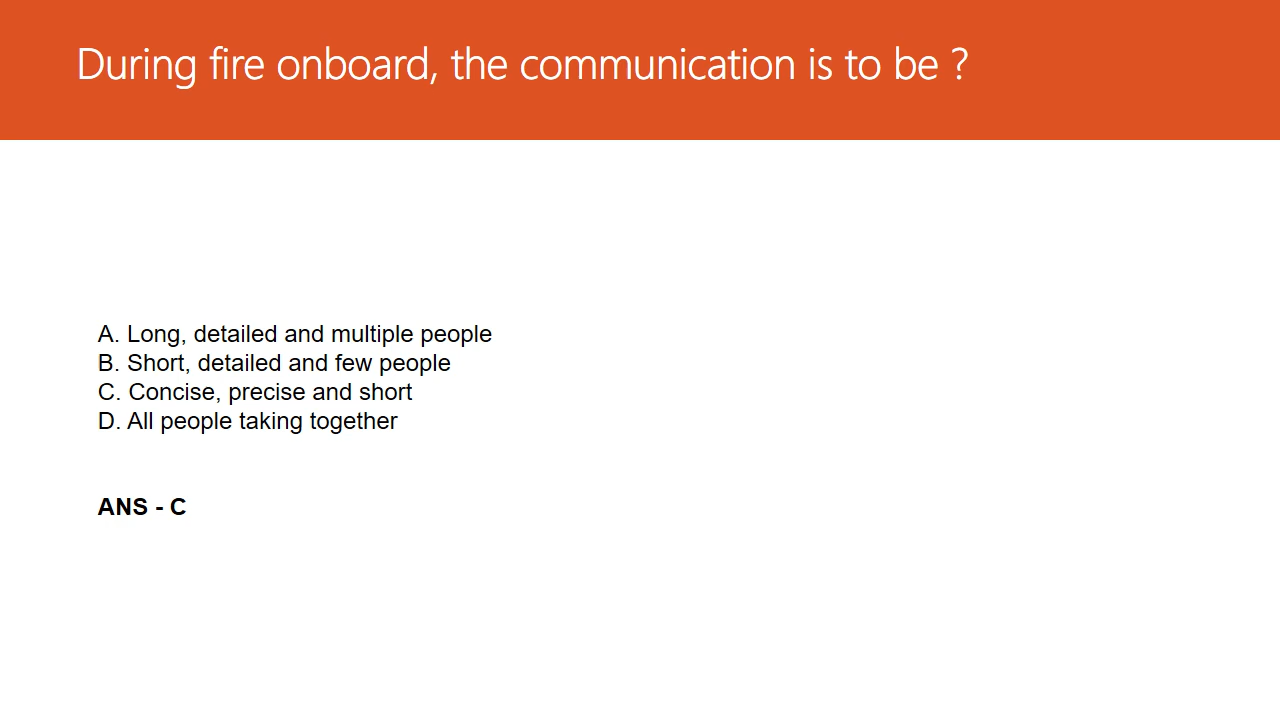 During fire onboard, the communication is to be ?
A. Long, detailed and multiple people
B. Short, detailed and few people
C. Concise, precise and short
D. All people taking together
ANS - C